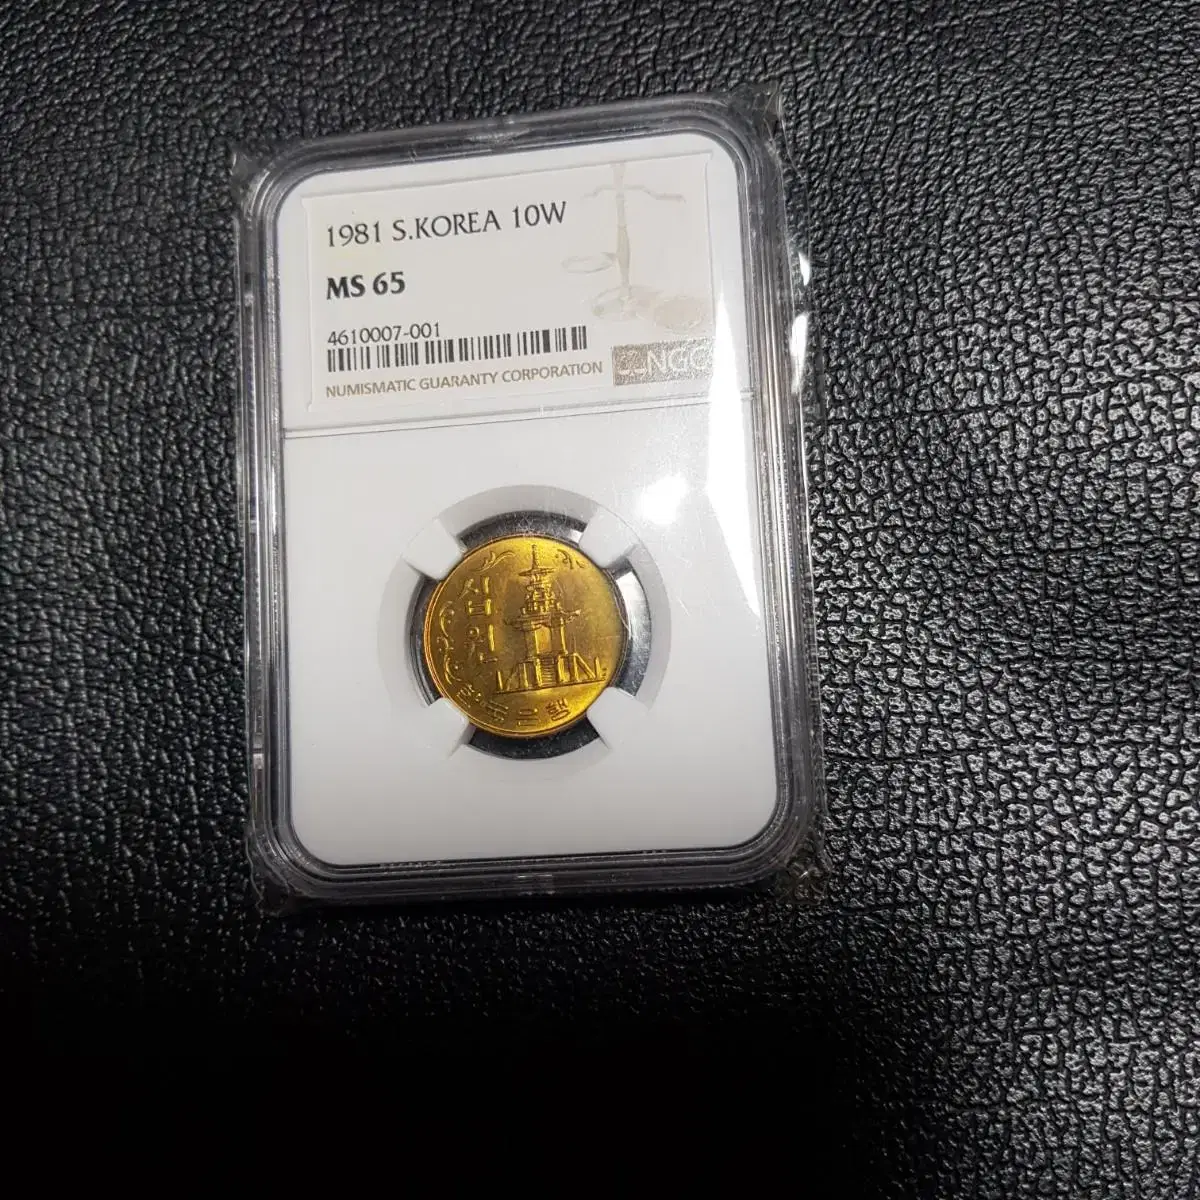 1981 S.KOREA 10W
MS 65
4610007-001
NUMISMATIC GUARANTY CORPORATION
NGC
십원
한국은행